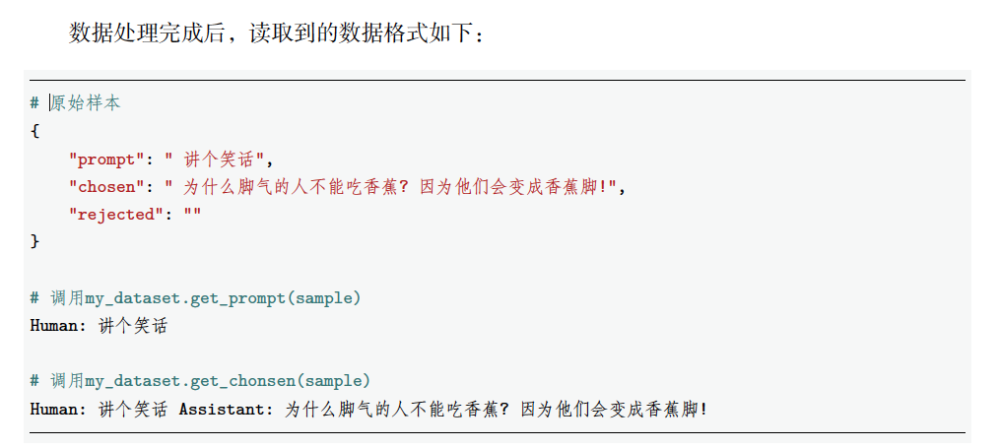 数据处理完成后，读取到的数据格式如下：
# 原始样本
{
"prompt": " 讲个笑话",
"chosen": " 为什么脚气的人不能吃香蕉？因为他们会变成香蕉脚!",
"rejected": ""
}
# 调用my_dataset.get_prompt(sample)
Human: 讲个笑话
# 调用my_dataset.get_chonsen(sample)
Human: 讲个笑话 Assistant: 为什么脚气的人不能吃香蕉？因为他们会变成香蕉脚!